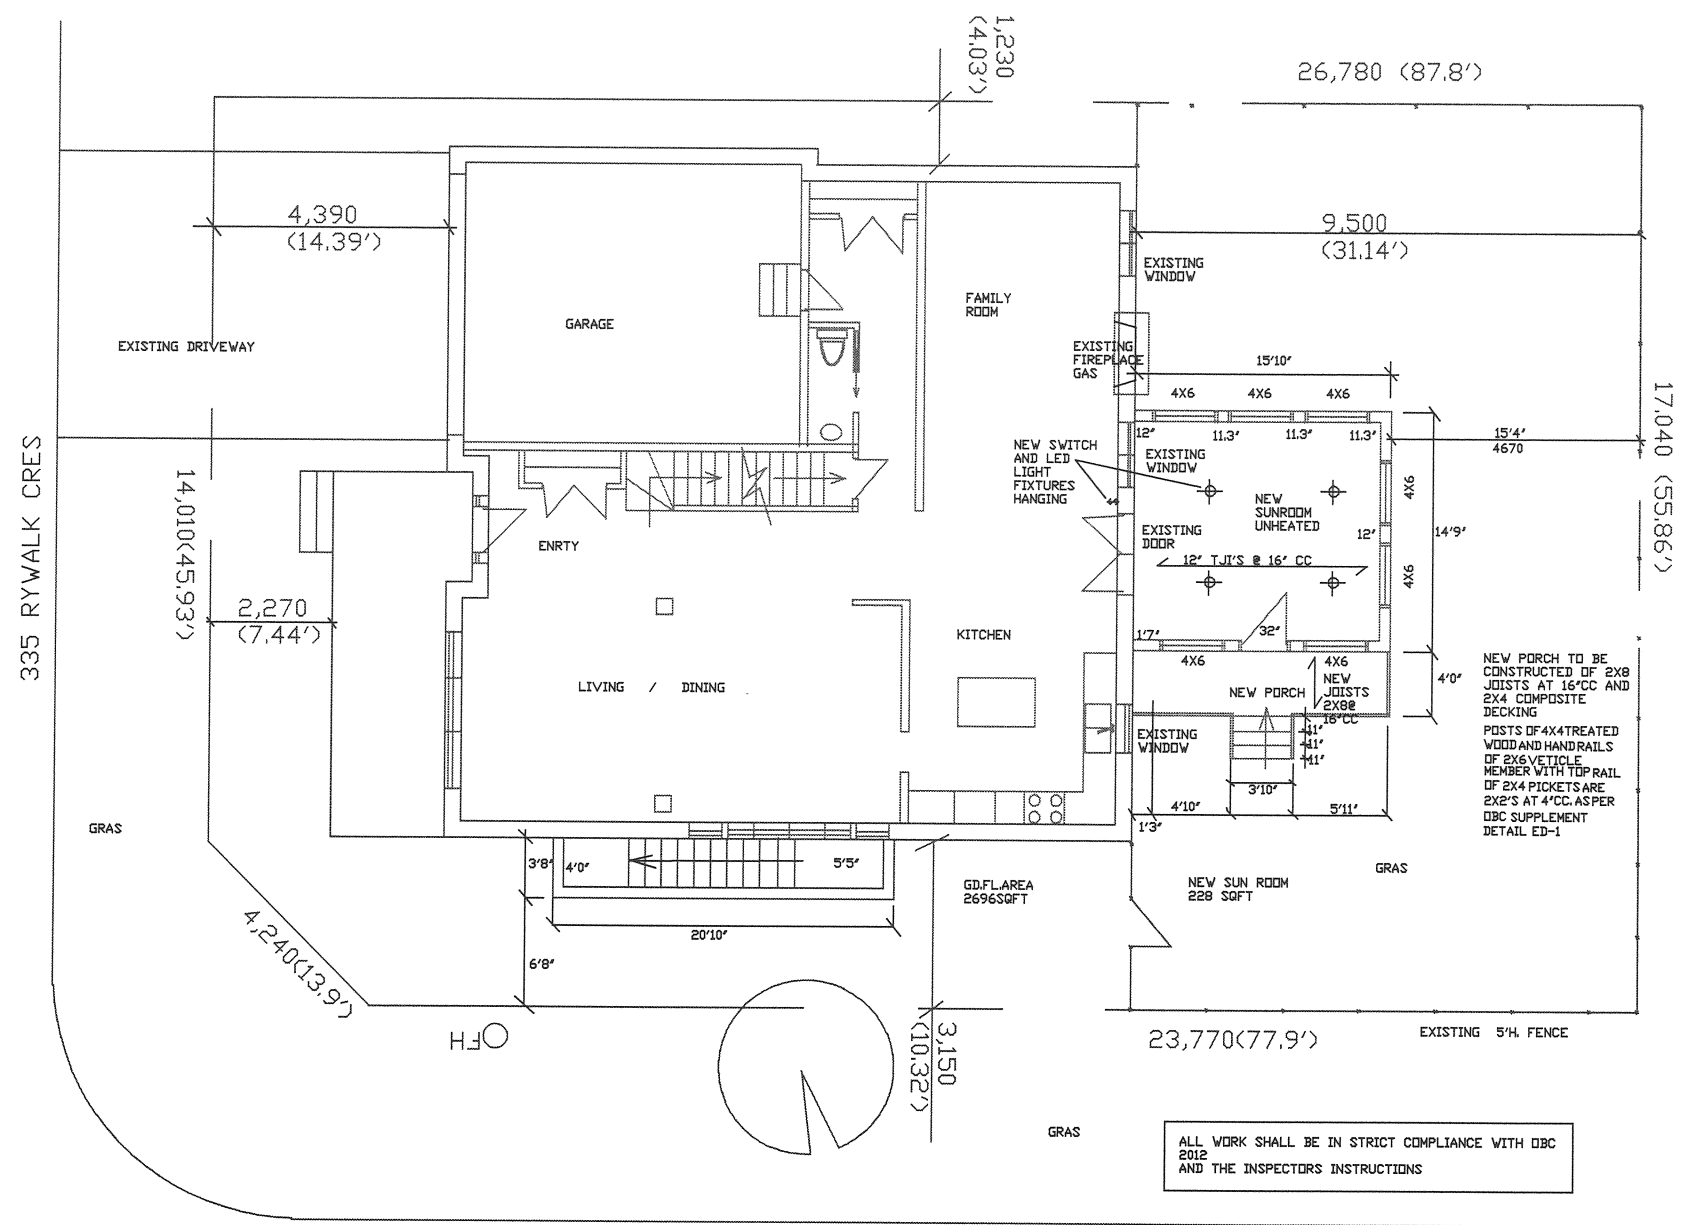 1,230
(4.03')
26,780 (87.8')
4,390
(14.39')
9,500
(31.14')
EXISTING
WINDOW
FAMILY
ROOM
GARAGE
EXISTING DRIVEWAY
EXISTING
FIREPLACE
GAS
15'10"
4X6
4X6
4X6
12"
11.3"
11.3"
11.3"
15'4"
4670
17.040 (55.86')
335 RYWALK CRES
14,010(45.93')
NEW SWITCH
AND LED
LIGHT
FIXTURES
HANGING
EXISTING
WINDOW
4X6
NEW
SUNROOM
UNHEATED
EXISTING
DOOR
12"
14'9"
12" TJI'S @ 16" CC
4X6
ENRTY
2,270
(7.44')
KITCHEN
1'7"
32"
4X6
4X6
LIVING / DINING
NEW PORCH
NEW
JOISTS
2X8@
16"CC
4'0"
NEW PORCH TO BE
CONSTRUCTED OF 2X8
JOISTS AT 16"CC AND
2X4 COMPOSITE
DECKING
POSTS OF 4X4 TREATED
WOOD AND HANDRAILS
OF 2X6 VETICLE
MEMBER WITH TOP RAIL
OF 2X4 PICKETS ARE
2X2'S AT 4"CC. AS PER
OBC SUPPLEMENT
DETAIL ED-1
EXISTING
WINDOW
11"
11"
11"
3'10"
4'10"
5'11"
1'3"
GRAS
3'8"
4'0"
5'5"
GD.FL.AREA
2696SQFT
NEW SUN ROOM
228 SQFT
GRAS
20'10"
6'8"
4,240(13.9')
FH
3,150
(10.32')
23,770(77.9')
EXISTING 5'H. FENCE
GRAS
ALL WORK SHALL BE IN STRICT COMPLIANCE WITH OBC
2012
AND THE INSPECTORS INSTRUCTIONS